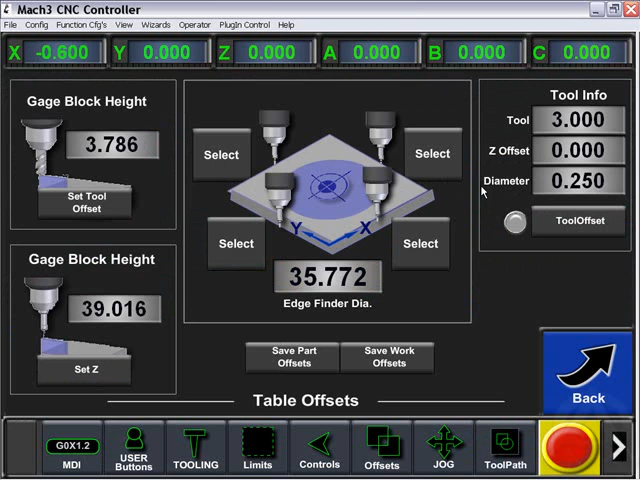 Mach3 CNC Controller
File Config Function Cfg's View Wizards Operator PlugIn Control Help
X -0.600 Y 0.000 Z 0.000 A 0.000 B 0.000 C 0.000
Gage Block Height
3.786
Set Tool
Offset
Gage Block Height
39.016
Set Z
Select
Select
Select
Select
Y X
35.772
Edge Finder Dia.
Save Part
Offsets
Save Work
Offsets
Tool Info
Tool 3.000
Z Offset 0.000
Diameter 0.250
ToolOffset
Back
Table Offsets
G0X1.2
MDI
USER
Buttons
TOOLING
Limits
Controls
Offsets
JOG
ToolPath